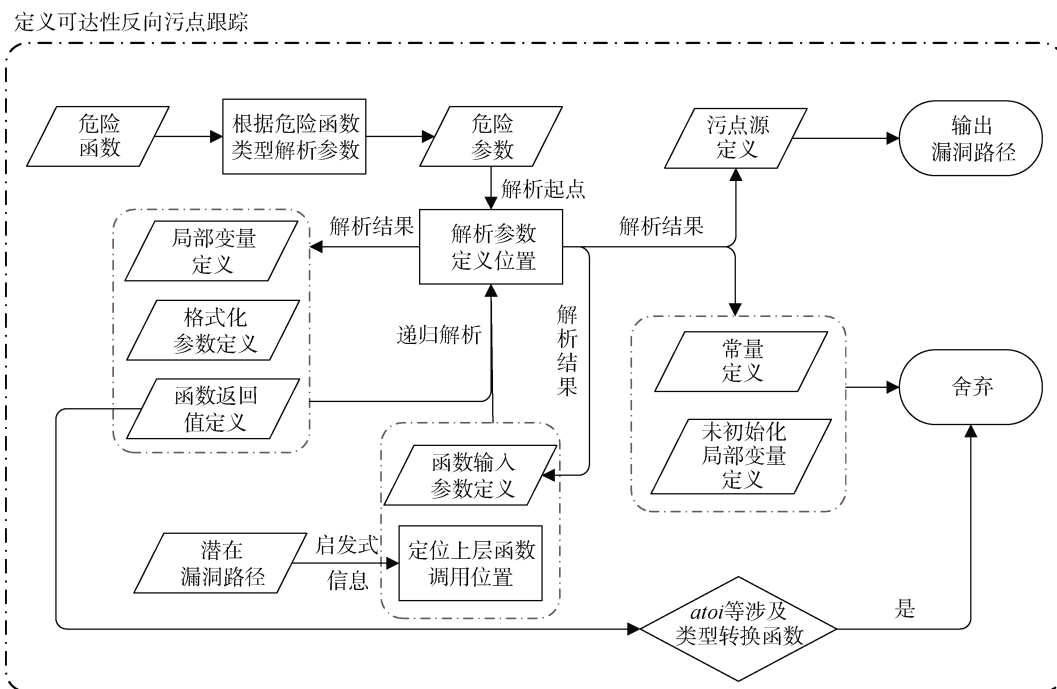 定义可达性反向污点跟踪
危险
函数
根据危险函数
类型解析参数
危险
参数
污点源
定义
输出
漏洞路径
解析起点
解析结果
解析参数
定义位置
解析结果
局部变量
定义
格式化
参数定义
函数返回
值定义
递归解析
解析结果
常量
定义
未初始化
局部变量
定义
舍弃
函数输入
参数定义
潜在
漏洞路径
启发式
信息
定位上层函数
调用位置
atoi等涉及
类型转换函数
是